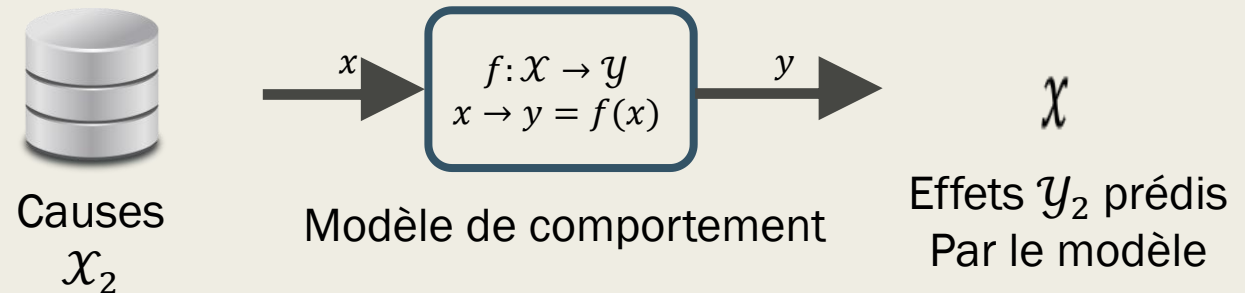 x
f: 𝒳 → 𝒴
x → y = f(x)
y
χ
Causes
𝒳₂
Modèle de comportement
Effets 𝒴₂ prédis
Par le modèle